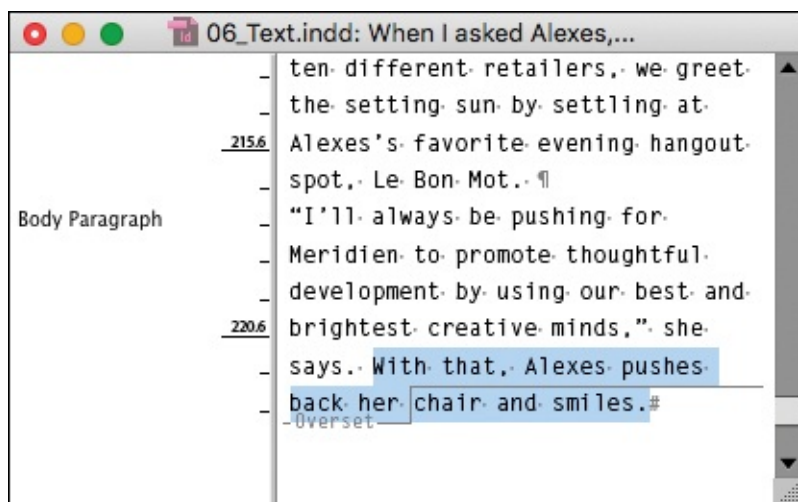 06_Text.indd: When I asked Alexes,...
ten different retailers, we greet
the setting sun by settling at
215.6 Alexes’s favorite evening hangout
spot, Le Bon Mot. ¶
Body Paragraph “I’ll always be pushing for
Meridien to promote thoughtful
development by using our best and
220.6 brightest creative minds,” she
says. With that, Alexes pushes
back her chair and smiles.#
Overset